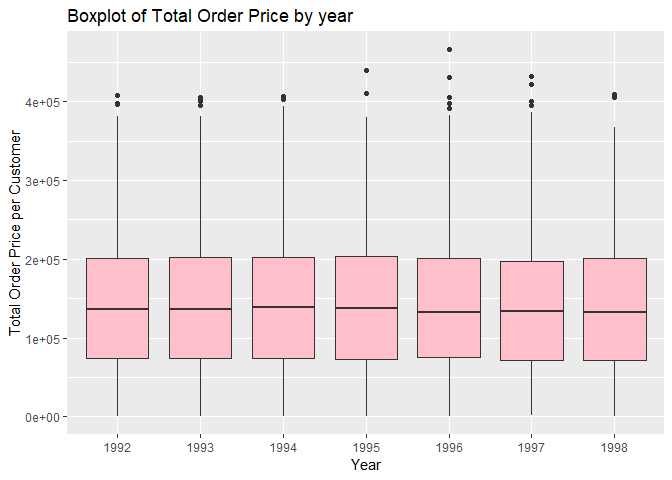 Boxplot of Total Order Price by year
Total Order Price per Customer
4e+05
3e+05
2e+05
1e+05
0e+00
1992 1993 1994 1995 1996 1997 1998
Year